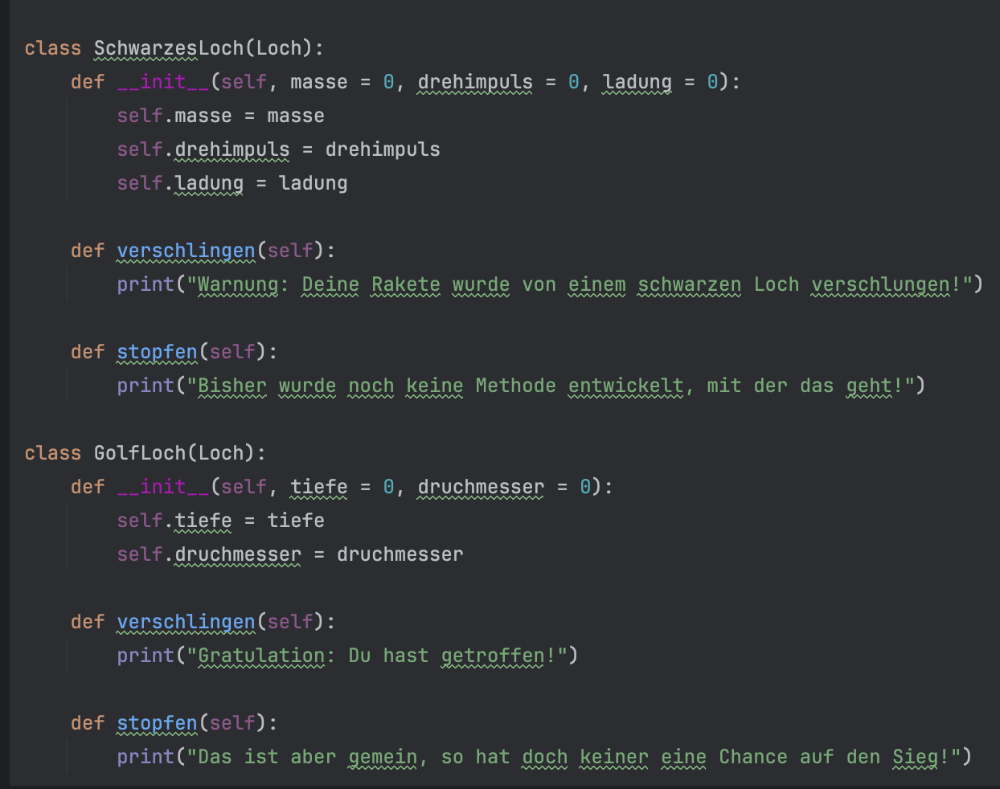 class SchwarzesLoch(Loch):
    def __init__(self, masse = 0, drehimpuls = 0, ladung = 0):
        self.masse = masse
        self.drehimpuls = drehimpuls
        self.ladung = ladung
    def verschlingen(self):
        print("Warnung: Deine Rakete wurde von einem schwarzen Loch verschlungen!")
    def stopfen(self):
        print("Bisher wurde noch keine Methode entwickelt, mit der das geht!")
class GolfLoch(Loch):
    def __init__(self, tiefe = 0, druchmesser = 0):
        self.tiefe = tiefe
        self.druchmesser = druchmesser
    def verschlingen(self):
        print("Gratulation: Du hast getroffen!")
    def stopfen(self):
        print("Das ist aber gemein, so hat doch keiner eine Chance auf den Sieg!")